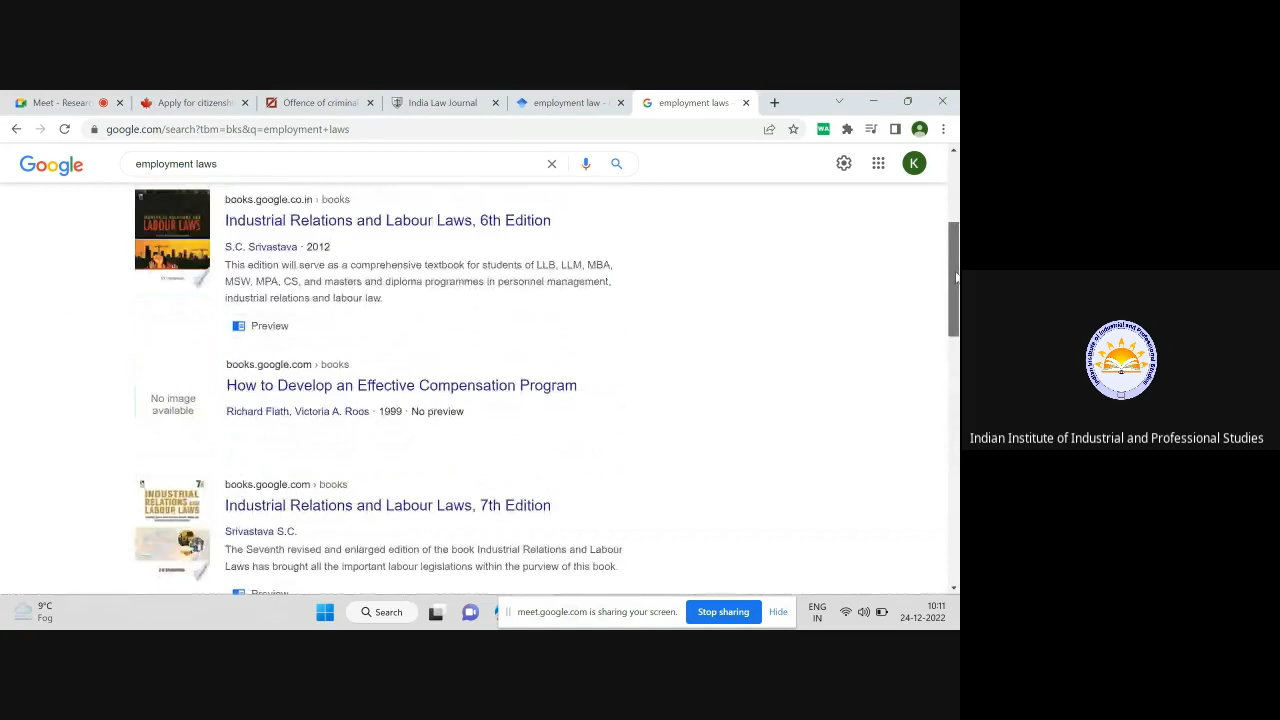 Meet - Resear
Apply for citizensh
Offence of criminal
India Law Journal
employment law -
employment laws -
google.com/search?tbm=bks&q=employment+laws
Google
employment laws
K
books.google.co.in › books
Industrial Relations and Labour Laws, 6th Edition
S.C. Srivastava · 2012
This edition will serve as a comprehensive textbook for students of LLB, LLM, MBA,
MSW, MPA, CS, and masters and diploma programmes in personnel management,
industrial relations and labour law.
Preview
LABOUR LAWS
books.google.com › books
How to Develop an Effective Compensation Program
No image
available
Richard Flath, Victoria A. Roos · 1999 · No preview
books.google.com › books
Industrial Relations and Labour Laws, 7th Edition
INDUSTRIAL
RELATIONS AND
LABOUR LAWS
Srivastava S.C.
The Seventh revised and enlarged edition of the book Industrial Relations and Labour
Laws has brought all the important labour legislations within the purview of this book.
Preview
9°C
Fog
Search
meet.google.com is sharing your screen.
Stop sharing
Hide
ENG
IN
10:11
24-12-2022
Indian Institute of Industrial and Professional Studies